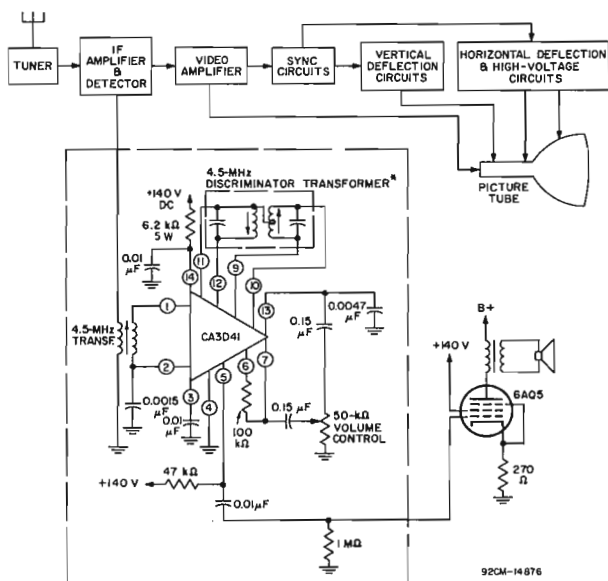 TUNER
IF
AMPLIFIER
&
DETECTOR
VIDEO
AMPLIFIER
SYNC
CIRCUITS
VERTICAL
DEFLECTION
CIRCUITS
HORIZONTAL DEFLECTION
& HIGH-VOLTAGE
CIRCUITS
PICTURE
TUBE
4.5-MHz
DISCRIMINATOR TRANSFORMER*
+140 V
DC
6.2 kΩ
5 W
0.01
μF
14
11
12
9
10
13
0.0047
μF
0.15
μF
1
4.5-MHz
TRANSF.
CA3D41
2
7
6
5
3
4
0.0015
μF
0.01
μF
100
kΩ
0.15 μF
50-kΩ
VOLUME
CONTROL
47 kΩ
+140 V
0.01μF
1 MΩ
+140 V
B+
6AQ5
270
Ω
92CM-14876